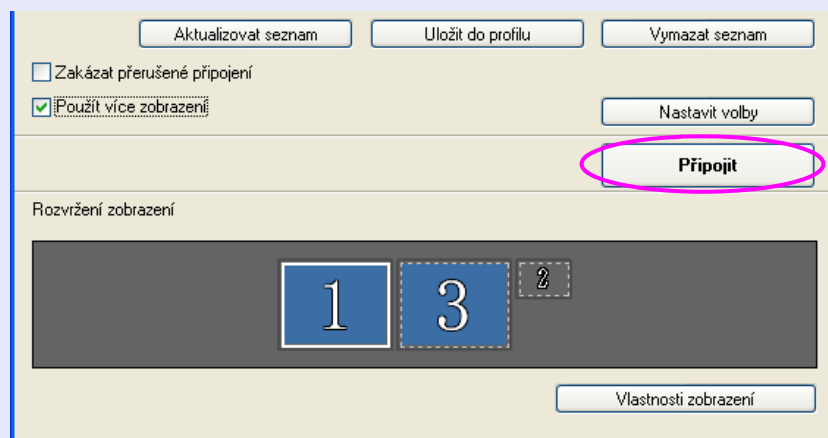 Aktualizovat seznam Uložit do profilu Vymazat seznam
Zakázat přerušené připojení
Použít více zobrazení
Nastavit volby
Připojit
Rozvržení zobrazení
1 3 2
Vlastnosti zobrazení